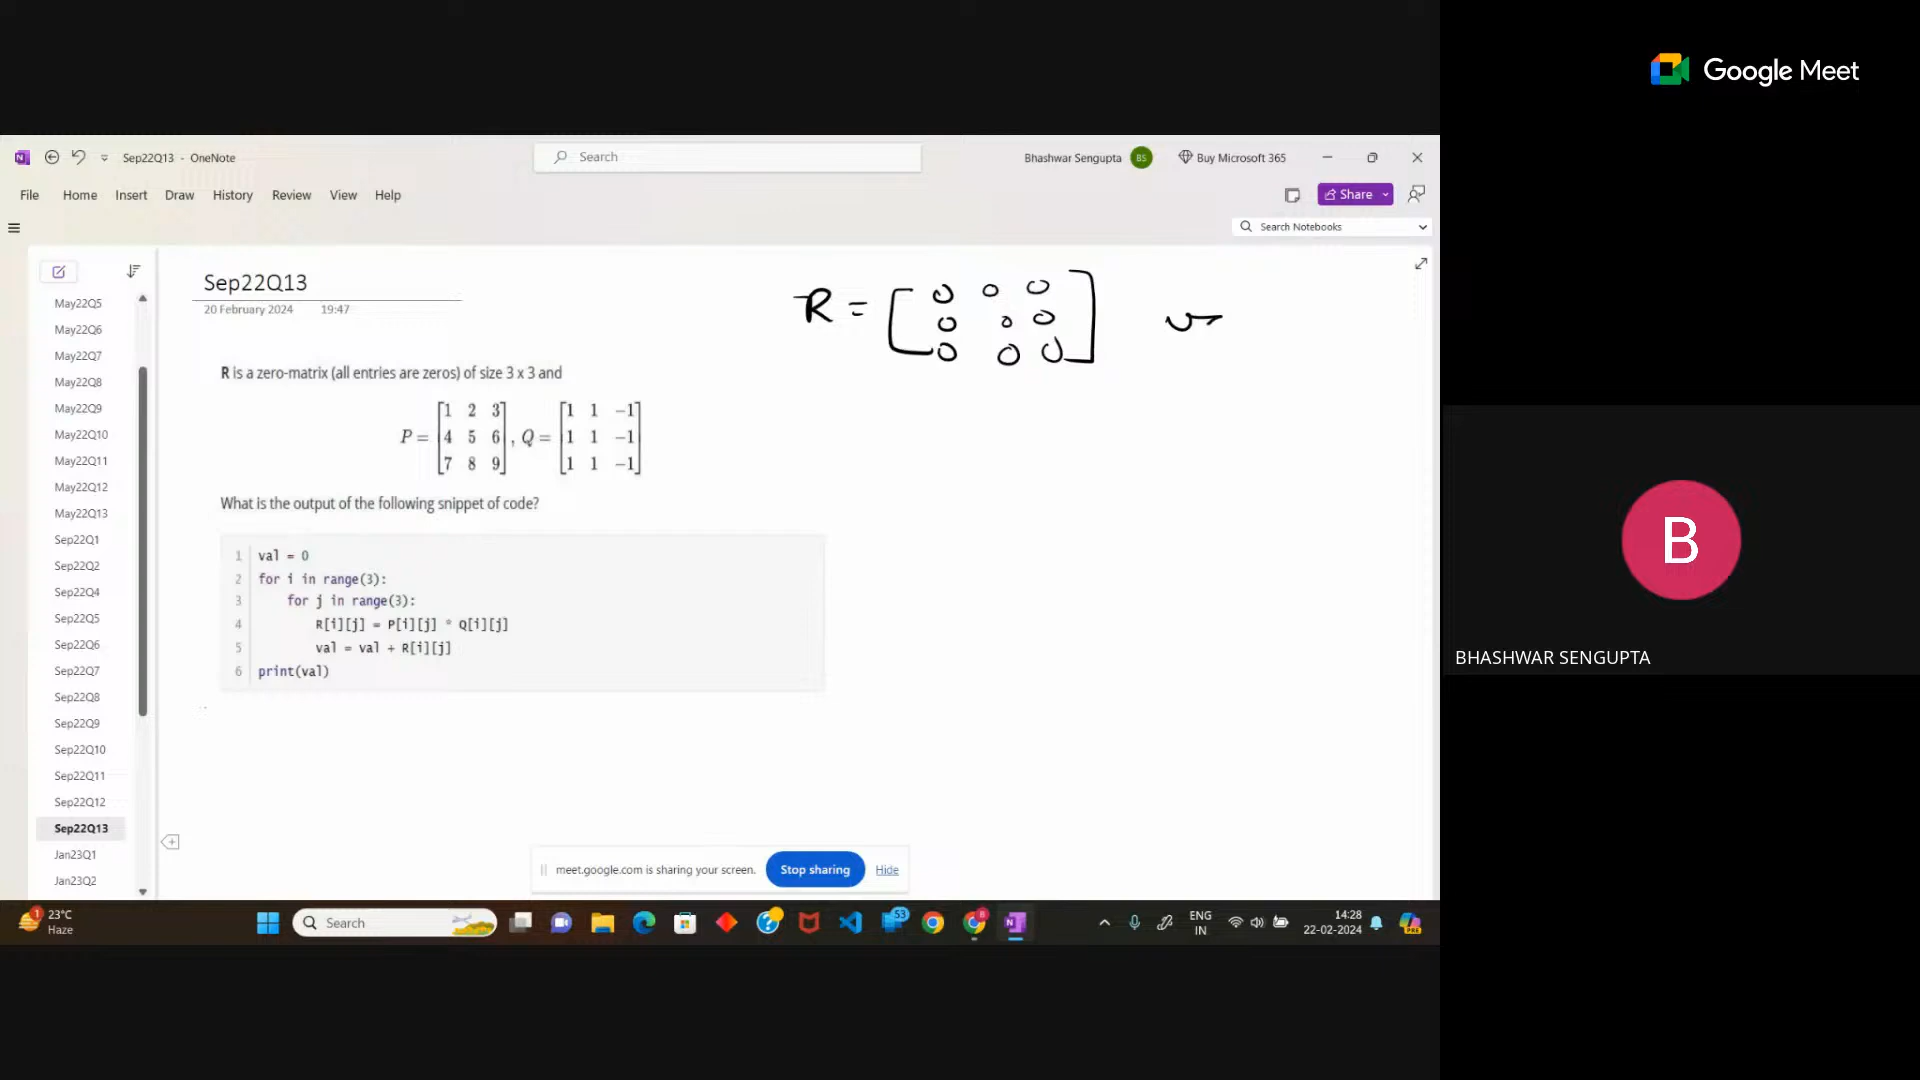 Google Meet
Sep22Q13 - OneNote
Search
Bhashwar Sengupta
BS
Buy Microsoft 365
File Home Insert Draw History Review View Help
Share
Search Notebooks
May22Q5
May22Q6
May22Q7
May22Q8
May22Q9
May22Q10
May22Q11
May22Q12
May22Q13
Sep22Q1
Sep22Q2
Sep22Q4
Sep22Q5
Sep22Q6
Sep22Q7
Sep22Q8
Sep22Q9
Sep22Q10
Sep22Q11
Sep22Q12
Sep22Q13
Jan23Q1
Jan23Q2
Sep22Q13
20 February 2024 19:47
R = [ 0 0 0
0 0 0
0 0 0 ]
R is a zero-matrix (all entries are zeros) of size 3 x 3 and
P = [1 2 3; 4 5 6; 7 8 9], Q = [1 1 −1; 1 1 −1; 1 1 −1]
What is the output of the following snippet of code?
1 val = 0
2 for i in range(3):
3 for j in range(3):
4 R[i][j] = P[i][j] * Q[i][j]
5 val = val + R[i][j]
6 print(val)
meet.google.com is sharing your screen.
Stop sharing
Hide
B
BHASHWAR SENGUPTA
1
23°C
Haze
Search
53
ENG
IN
14:28
22-02-2024
PRE